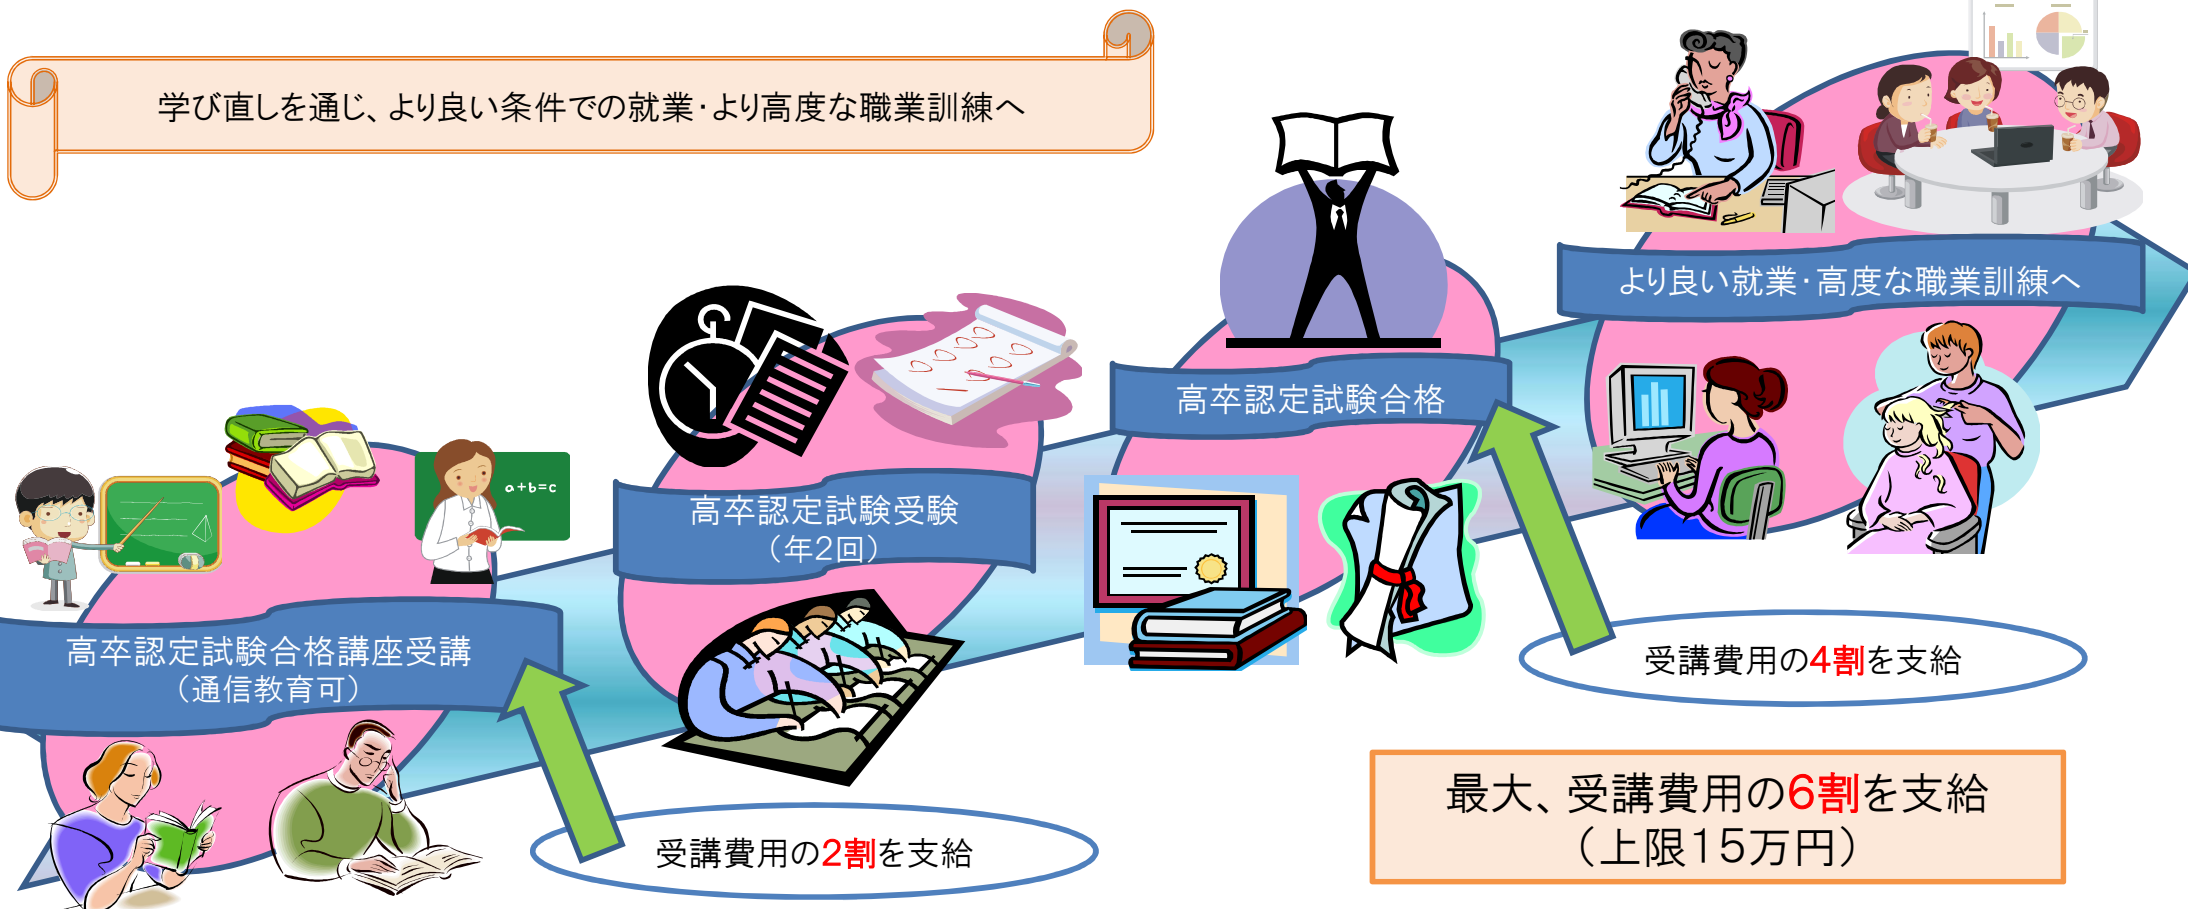 学び直しを通じ、より良い条件での就業・より高度な職業訓練へ
より良い就業・高度な職業訓練へ
高卒認定試験合格
高卒認定試験受験
（年2回）
a+b=c
高卒認定試験合格講座受講
（通信教育可）
受講費用の4割を支給
受講費用の2割を支給
最大、受講費用の6割を支給
（上限15万円）